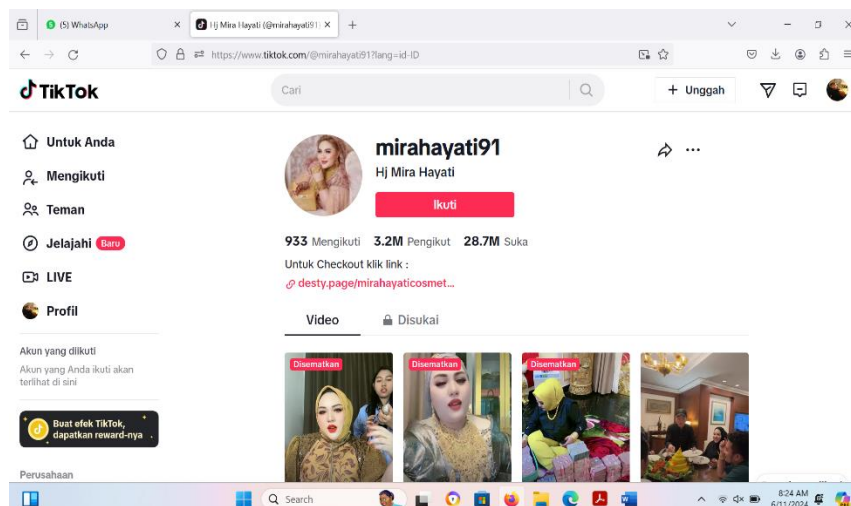 (5) WhatsApp
Hj Mira Hayati (@mirahayati91)
https://www.tiktok.com/@mirahayati91?lang=id-ID
TikTok
Cari
+ Unggah
Untuk Anda
Mengikuti
Teman
Jelajahi Baru
LIVE
Profil
Akun yang diikuti
Akun yang Anda ikuti akan
terlihat di sini
Buat efek TikTok,
dapatkan reward-nya
Perusahaan
mirahayati91
Hj Mira Hayati
Ikuti
933 Mengikuti 3.2M Pengikut 28.7M Suka
Untuk Checkout klik link :
desty.page/mirahayaticosmet...
Video
Disukai
Disematkan
Disematkan
Disematkan
Search
8:24 AM
6/11/2024